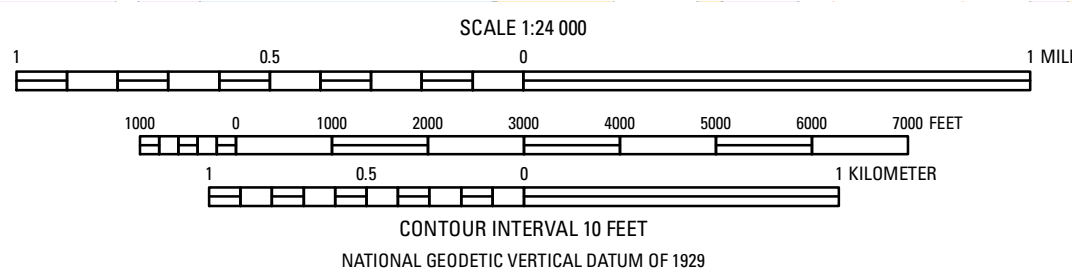 SCALE 1:24 000
1 0.5 0 1 MILE
1000 0 1000 2000 3000 4000 5000 6000 7000 FEET
1 0.5 0 1 KILOMETER
CONTOUR INTERVAL 10 FEET
NATIONAL GEODETIC VERTICAL DATUM OF 1929